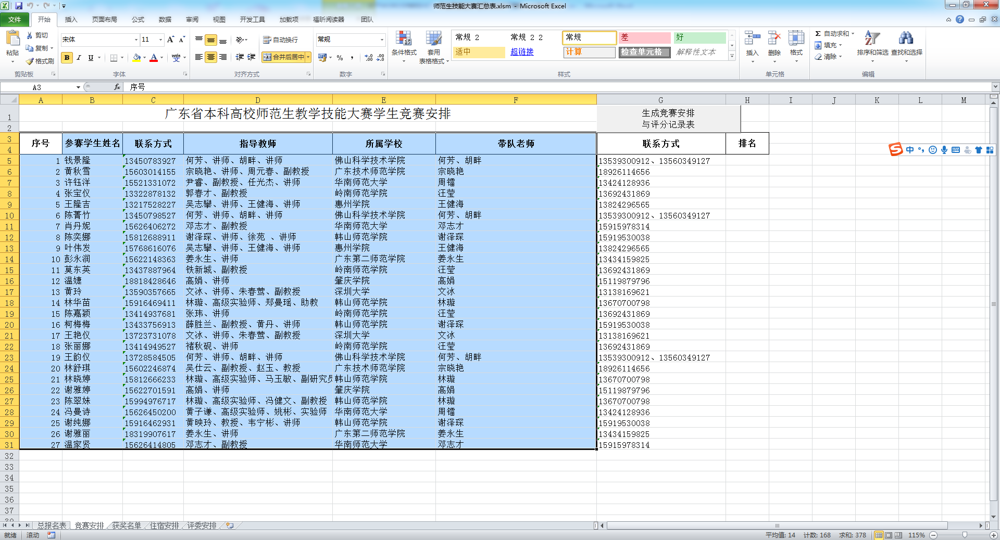 师范生技能大赛汇总表.xlsm - Microsoft Excel
文件 开始 插入 页面布局 公式 数据 审阅 视图 开发工具 加载项 福昕阅读器 团队
粘贴 剪切 复制 格式刷 剪贴板
宋体 11 B I U 字体
自动换行 合并后居中 对齐方式
常规 % , 数字
条件格式 套用表格格式
常规 2 常规 2 2 常规 差 好
适中 超链接 计算 检查单元格 解释性文本
样式
插入 删除 格式 单元格
Σ 自动求和 填充 清除 排序和筛选 查找和选择 编辑
A3 fx 序号
A B C D E F G H I J K L M
1 广东省本科高校师范生教学技能大赛学生竞赛安排 生成竞赛安排
与评分记录表
2
3 4 序号 参赛学生姓名 联系方式 指导教师 所属学校 带队老师 联系方式 排名
5 1 钱景隆 13450783927 何芳、讲师、胡畔、讲师 佛山科学技术学院 何芳、胡畔 13539300912、13560349127
6 2 黄秋雪 15603014155 宗晓艳、讲师、周元春、副教授 广东技术师范学院 宗晓艳 18926114656
7 3 许钰洋 15521331072 尹睿、副教授、任光杰、讲师 华南师范大学 周镭 13424128936
8 4 张宝仪 13322878132 郭春才、副教授 岭南师范学院 汪莹 13692431869
9 5 王隆吉 13217528227 吴志攀、讲师、王健海、讲师 惠州学院 王健海 13824296565
10 6 陈菁竹 13450798527 何芳、讲师、胡畔、讲师 佛山科学技术学院 何芳、胡畔 13539300912、13560349127
11 7 肖丹妮 15626406272 邓志才、副教授 华南师范大学 邓志才 15915978314
12 8 陈奕娜 15812688911 谢泽琛、讲师、徐苑 、讲师 韩山师范学院 谢泽琛 15919530038
13 9 叶伟发 15768616076 吴志攀、讲师、王健海、讲师 惠州学院 王健海 13824296565
14 10 彭永润 15622148363 姜永生、讲师 广东第二师范学院 姜永生 13434159825
15 11 莫东英 13437887964 铁新城、副教授 岭南师范学院 汪莹 13692431869
16 12 温婕 18818428646 高娟、讲师 肇庆学院 高娟 15119879796
17 13 黄玲 13590357665 文冰、讲师、朱春莺、副教授 深圳大学 文冰 13138169621
18 14 林华苗 15916469411 林璇、高级实验师、郑曼瑶、助教 韩山师范学院 林璇 13670700798
19 15 陈嘉颖 13414937681 张玮、讲师 岭南师范学院 汪莹 13692431869
20 16 柯梅梅 13433756913 薛胜兰、副教授、黄丹、讲师 韩山师范学院 谢泽琛 15919530038
21 17 王艳仪 13723731078 文冰、讲师、朱春莺、副教授 深圳大学 文冰 13138169621
22 18 张丽娜 13414949527 褚秋砚、讲师 岭南师范学院 汪莹 13692431869
23 19 王韵仪 13728584505 何芳、讲师、胡畔、讲师 佛山科学技术学院 何芳、胡畔 13539300912、13560349127
24 20 林舒琪 15602246874 吴仕云、副教授、赵玉、教授 广东技术师范学院 宗晓艳 18926114656
25 21 林晓婷 15812666233 林璇、高级实验师、马玉敏、副研究员 韩山师范学院 林璇 13670700798
26 22 谢雅婷 15622701591 高娟、讲师 肇庆学院 高娟 15119879796
27 23 陈翠妹 15994976717 林璇、高级实验师、冯健文、副教授 韩山师范学院 林璇 13670700798
28 24 冯曼诗 15626450200 黄子谦、高级实验师、姚彬、实验师 华南师范大学 周镭 13424128936
29 25 谢纯娜 15916462931 黄映玲、教授、韦宁彬、讲师 韩山师范学院 谢泽琛 15919530038
30 26 谢雅丽 18319907617 姜永生、讲师 广东第二师范学院 姜永生 13434159825
31 27 温家贤 15626414805 邓志才、副教授 华南师范大学 邓志才 15915978314
32
33
34
35
36
37
38
中
总报名表 竞赛安排 获奖名单 住宿安排 评委安排
就绪 滚动 平均值: 14 计数: 168 求和: 378 115%